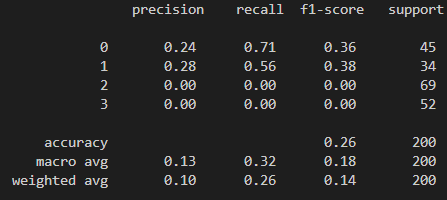 precision recall f1-score support
0 0.24 0.71 0.36 45
1 0.28 0.56 0.38 34
2 0.00 0.00 0.00 69
3 0.00 0.00 0.00 52
accuracy 0.26 200
macro avg 0.13 0.32 0.18 200
weighted avg 0.10 0.26 0.14 200